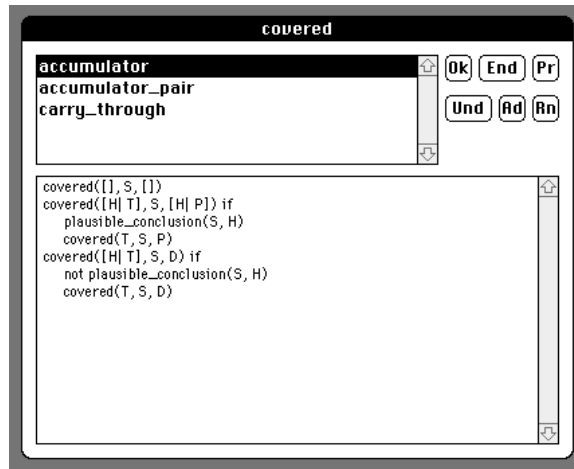 covered
accumulator
accumulator_pair
carry_through
Ok End Pr
Und Ad Rn
covered([], S, [])
covered([H| T], S, [H| P]) if
plausible_conclusion(S, H)
covered(T, S, P)
covered([H| T], S, D) if
not plausible_conclusion(S, H)
covered(T, S, D)